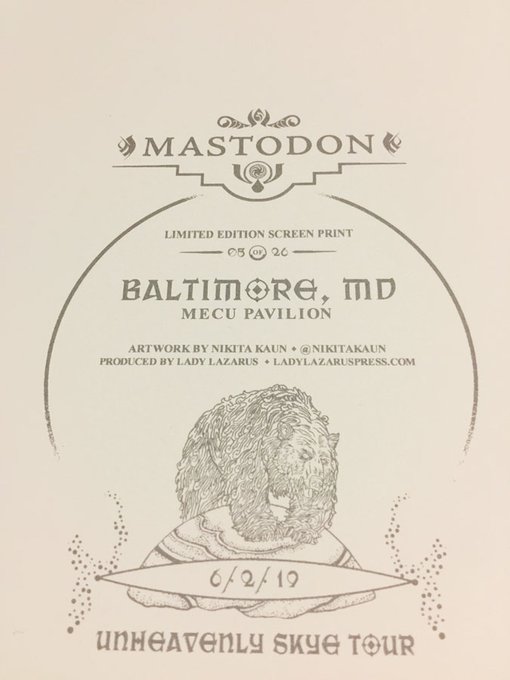 MASTODON
LIMITED EDITION SCREEN PRINT
05 OF 26
BALTIMORE, MD
MECU PAVILION
ARTWORK BY NIKITA KAUN • @NIKITAKAUN
PRODUCED BY LADY LAZARUS • LADYLAZARUSPRESS.COM
6/2/19
UNHEAVENLY SKYE TOUR